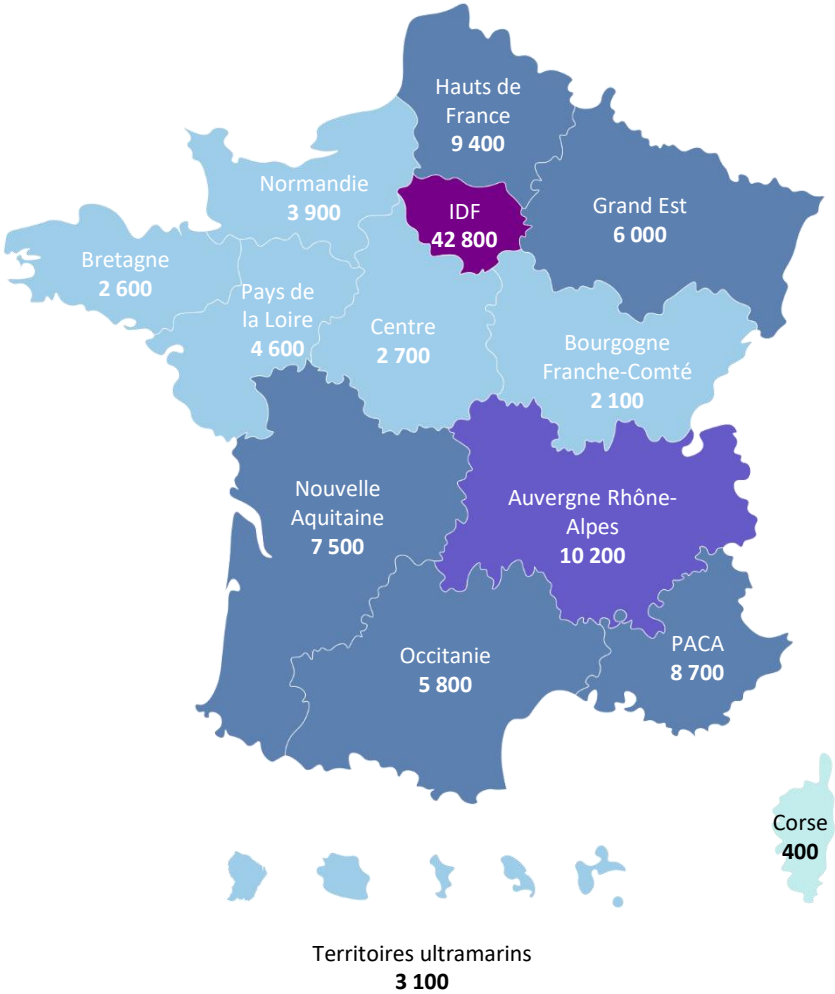 Hauts de
France
9 400
Normandie
3 900
IDF
42 800
Grand Est
6 000
Bretagne
2 600
Pays de
la Loire
4 600
Centre
2 700
Bourgogne
Franche-Comté
2 100
Nouvelle
Aquitaine
7 500
Auvergne Rhône-
Alpes
10 200
Occitanie
5 800
PACA
8 700
Corse
400
Territoires ultramarins
3 100